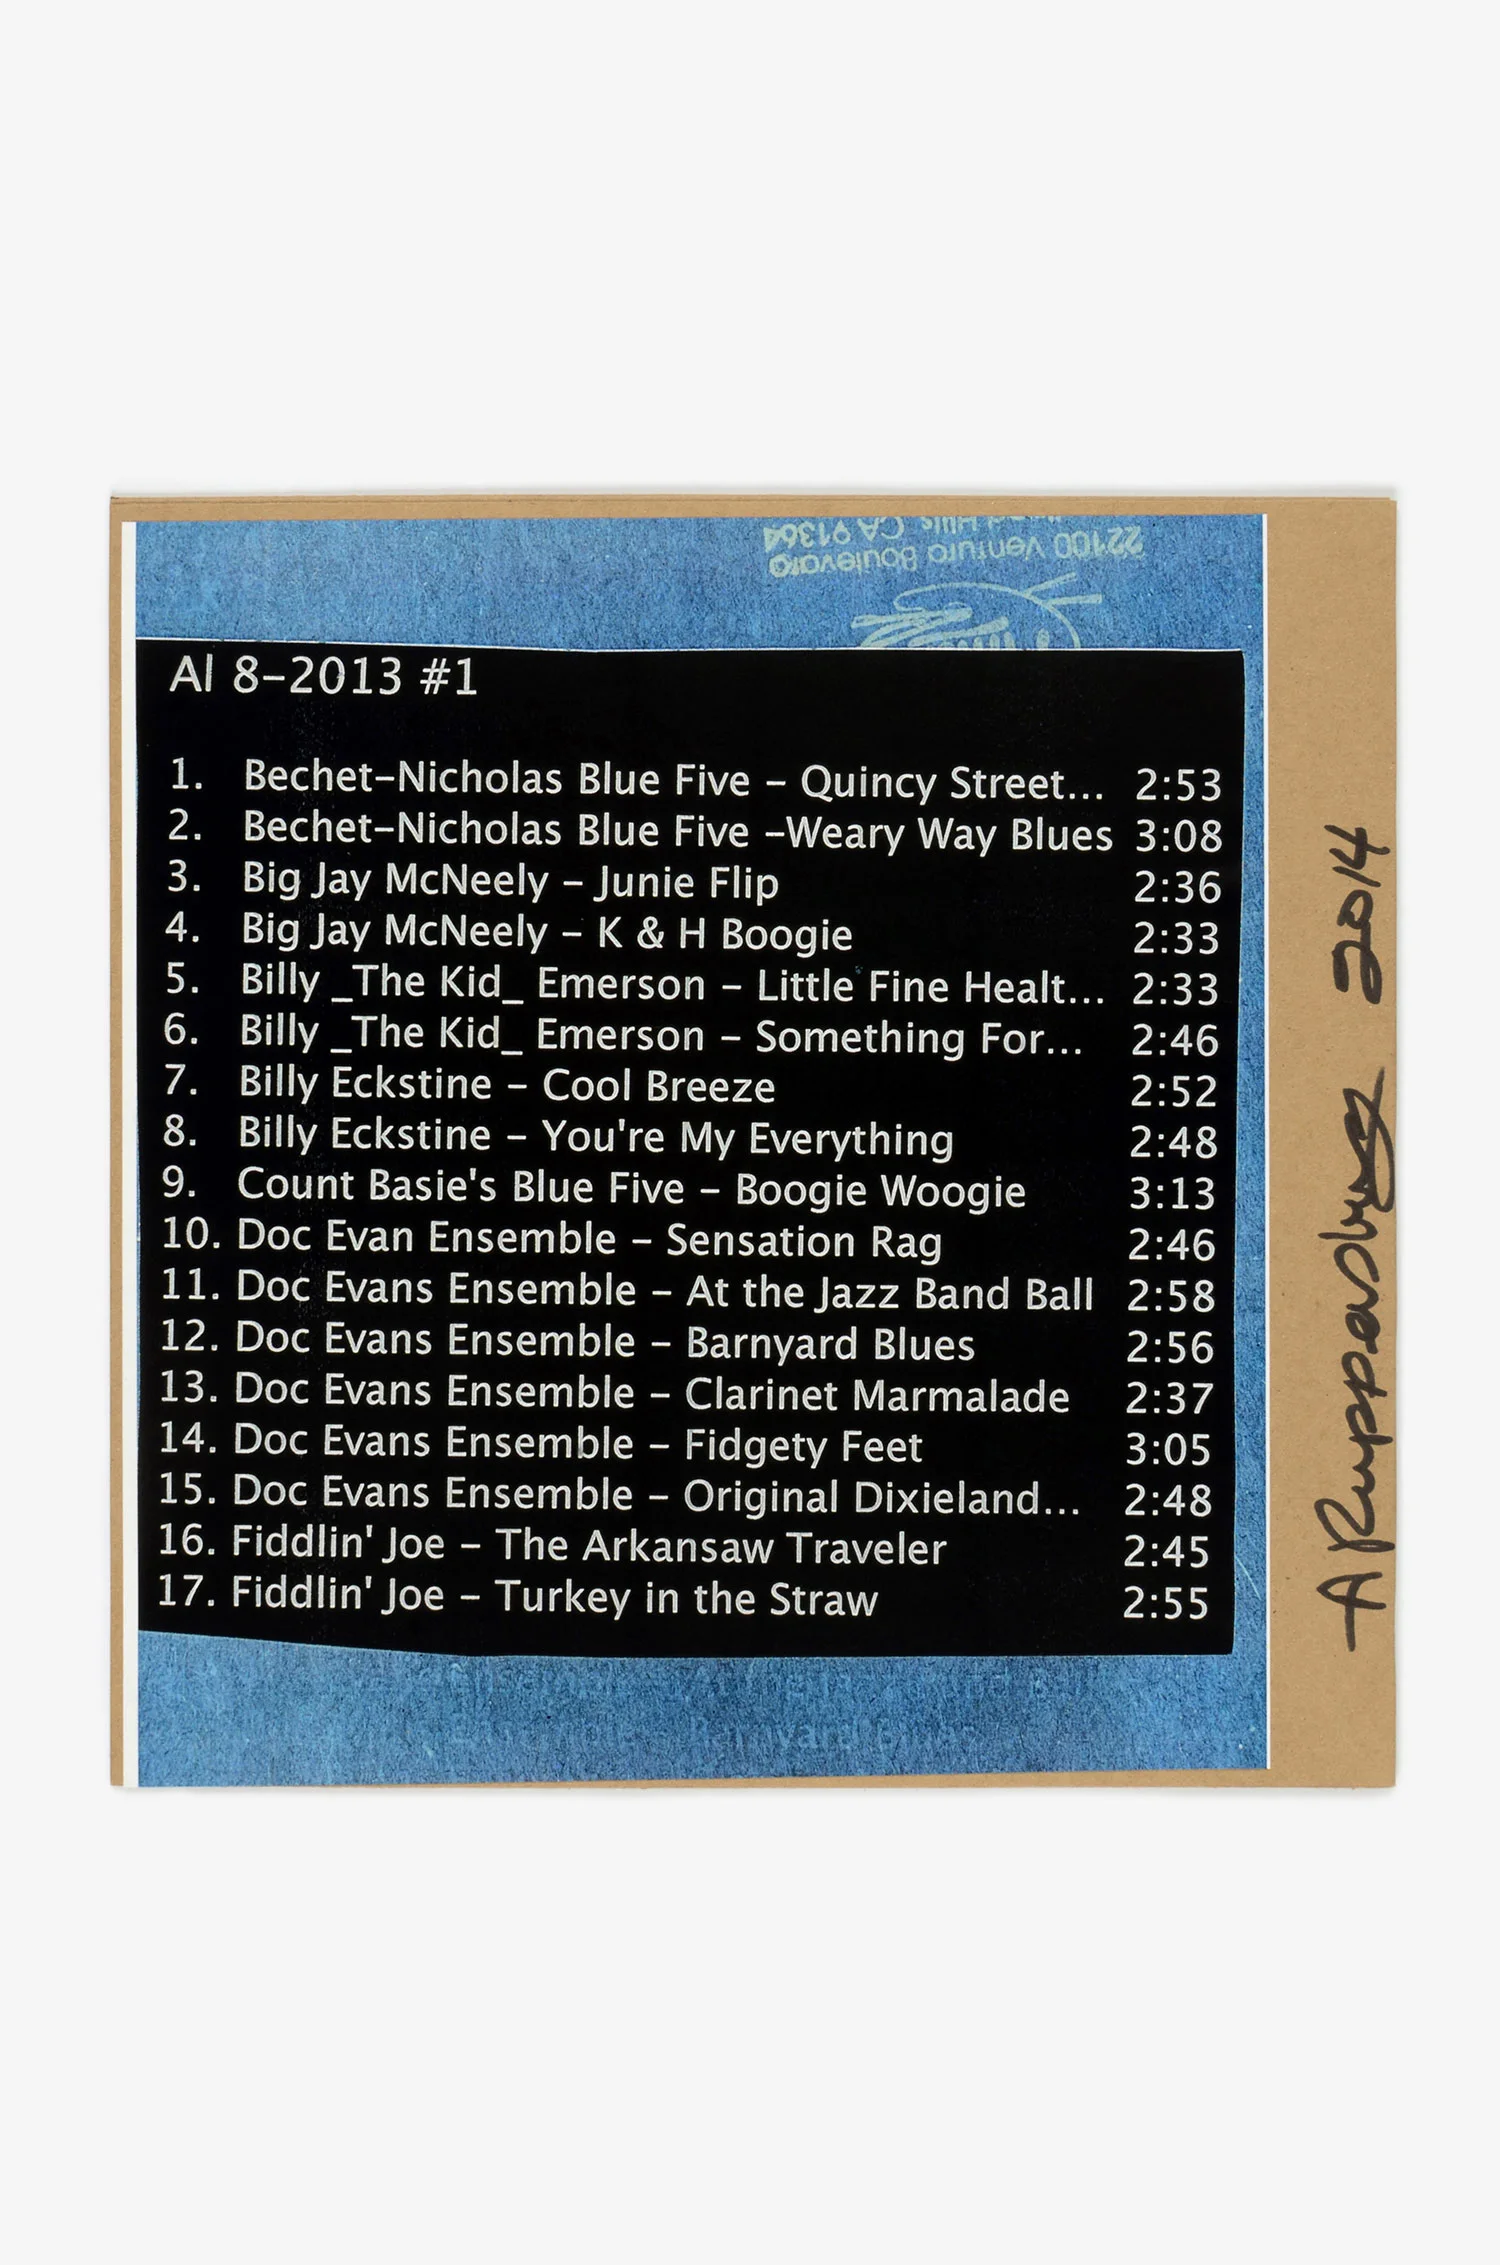 22100 Ventura Boulevard
Hills, CA 91364
Al 8-2013 #1
1. Bechet-Nicholas Blue Five - Quincy Street... 2:53
2. Bechet-Nicholas Blue Five -Weary Way Blues 3:08
3. Big Jay McNeely - Junie Flip 2:36
4. Big Jay McNeely - K & H Boogie 2:33
5. Billy _The Kid_ Emerson - Little Fine Healt... 2:33
6. Billy _The Kid_ Emerson - Something For... 2:46
7. Billy Eckstine - Cool Breeze 2:52
8. Billy Eckstine - You're My Everything 2:48
9. Count Basie's Blue Five - Boogie Woogie 3:13
10. Doc Evan Ensemble - Sensation Rag 2:46
11. Doc Evans Ensemble - At the Jazz Band Ball 2:58
12. Doc Evans Ensemble - Barnyard Blues 2:56
13. Doc Evans Ensemble - Clarinet Marmalade 2:37
14. Doc Evans Ensemble - Fidgety Feet 3:05
15. Doc Evans Ensemble - Original Dixieland... 2:48
16. Fiddlin' Joe - The Arkansaw Traveler 2:45
17. Fiddlin' Joe - Turkey in the Straw 2:55
Barnyard Blues
A Ruppersberg 2014